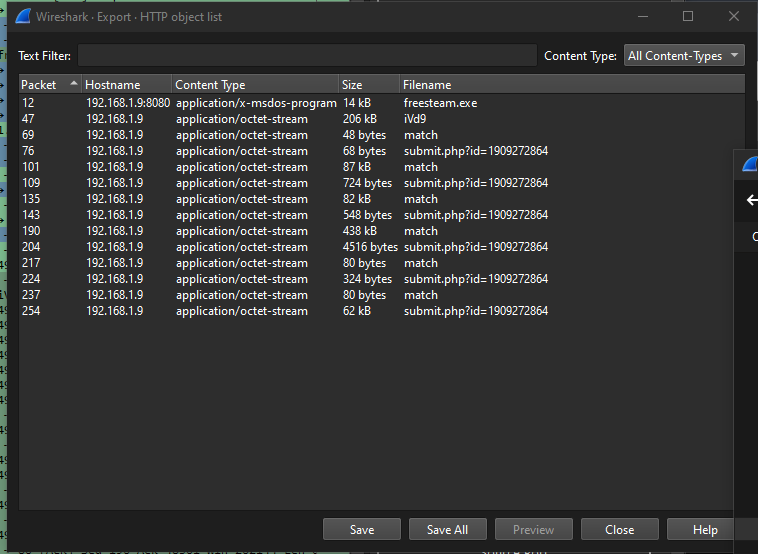 Wireshark · Export · HTTP object list
Text Filter: Content Type: All Content-Types
Packet Hostname Content Type Size Filename
12 192.168.1.9:8080 application/x-msdos-program 14 kB freesteam.exe
47 192.168.1.9 application/octet-stream 206 kB iVd9
69 192.168.1.9 application/octet-stream 48 bytes match
76 192.168.1.9 application/octet-stream 68 bytes submit.php?id=1909272864
101 192.168.1.9 application/octet-stream 87 kB match
109 192.168.1.9 application/octet-stream 724 bytes submit.php?id=1909272864
135 192.168.1.9 application/octet-stream 82 kB match
143 192.168.1.9 application/octet-stream 548 bytes submit.php?id=1909272864
190 192.168.1.9 application/octet-stream 438 kB match
204 192.168.1.9 application/octet-stream 4516 bytes submit.php?id=1909272864
217 192.168.1.9 application/octet-stream 80 bytes match
224 192.168.1.9 application/octet-stream 324 bytes submit.php?id=1909272864
237 192.168.1.9 application/octet-stream 80 bytes match
254 192.168.1.9 application/octet-stream 62 kB submit.php?id=1909272864
Save Save All Preview Close Help